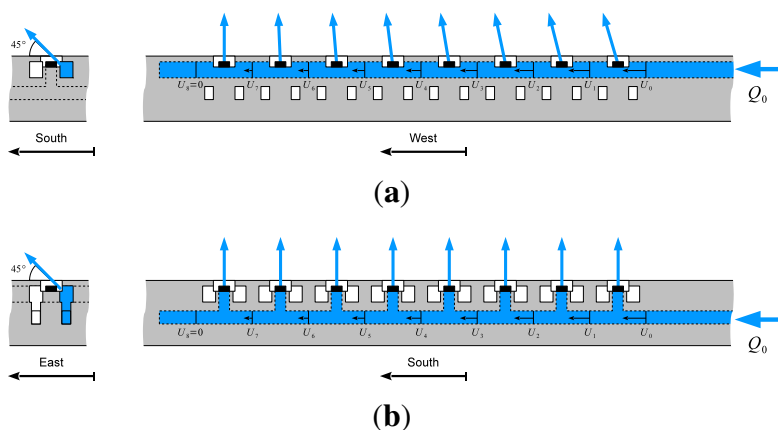 45°
U₈=0 U₇ U₆ U₅ U₄ U₃ U₂ U₁ U₀
Q₀
South
West
(a)
45°
U₈=0 U₇ U₆ U₅ U₄ U₃ U₂ U₁ U₀
Q₀
East
South
(b)